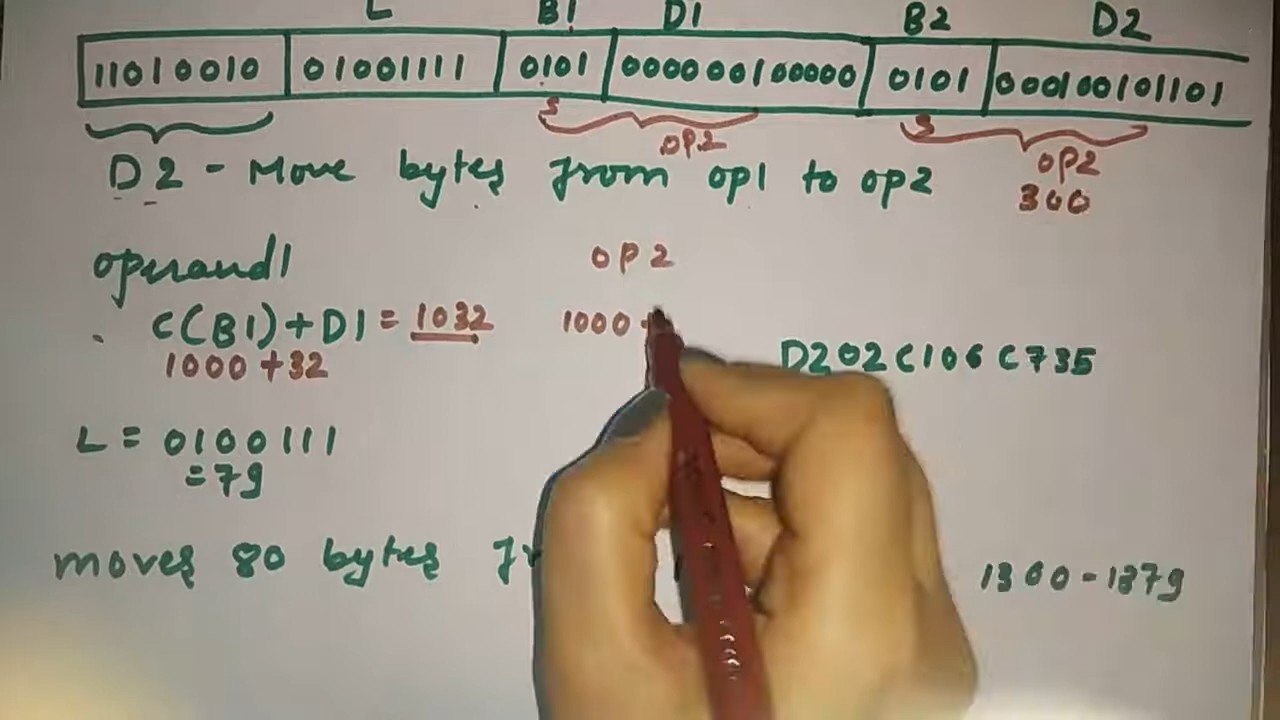 L B1 D1 B2 D2
11010010 01001111 0101 000000100000 0101 000100101101
S OP2 S OP2
300
D2 - Move bytes from op1 to op2
operand1 OP2
C(B1)+D1 = 1032 1000
1000 + 32 D202C106C735
L = 0100111
= 79
moves 80 bytes 1300 - 1379